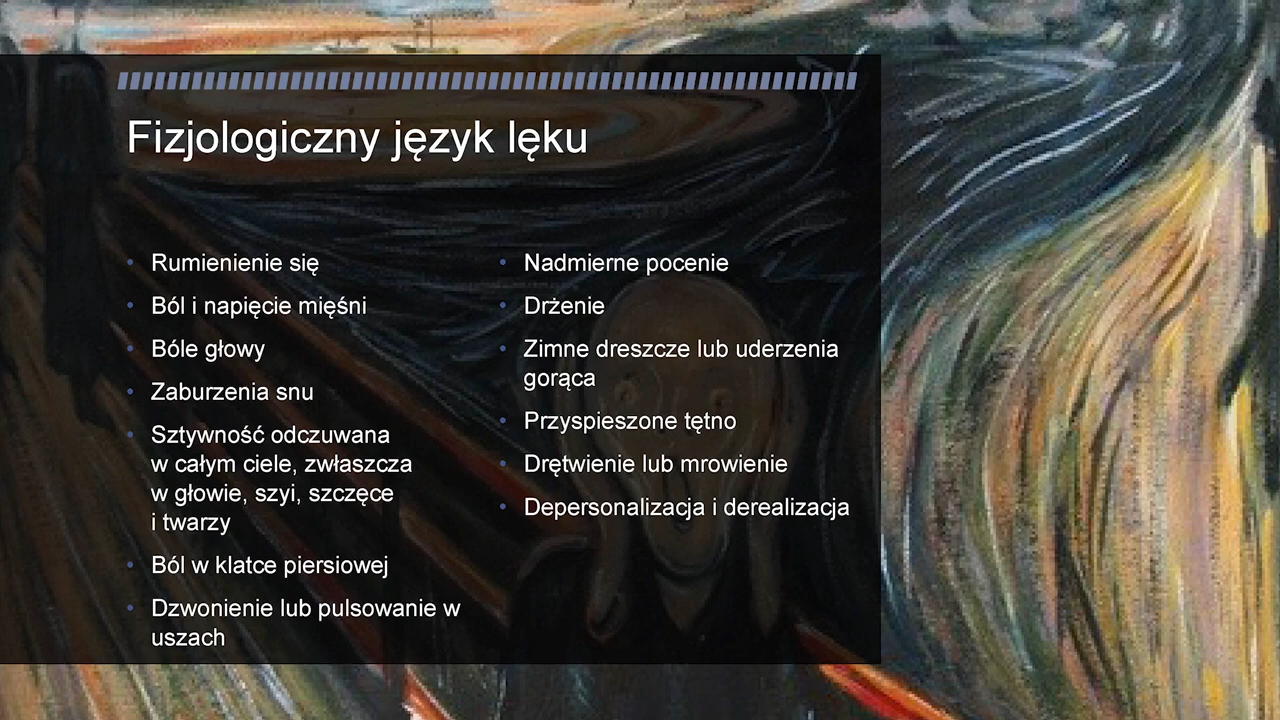 Fizjologiczny język lęku
• Rumienienie się
• Ból i napięcie mięśni
• Bóle głowy
• Zaburzenia snu
• Sztywność odczuwana
w całym ciele, zwłaszcza
w głowie, szyi, szczęce
i twarzy
• Ból w klatce piersiowej
• Dzwonienie lub pulsowanie w
uszach
• Nadmierne pocenie
• Drżenie
• Zimne dreszcze lub uderzenia
gorąca
• Przyspieszone tętno
• Drętwienie lub mrowienie
• Depersonalizacja i derealizacja